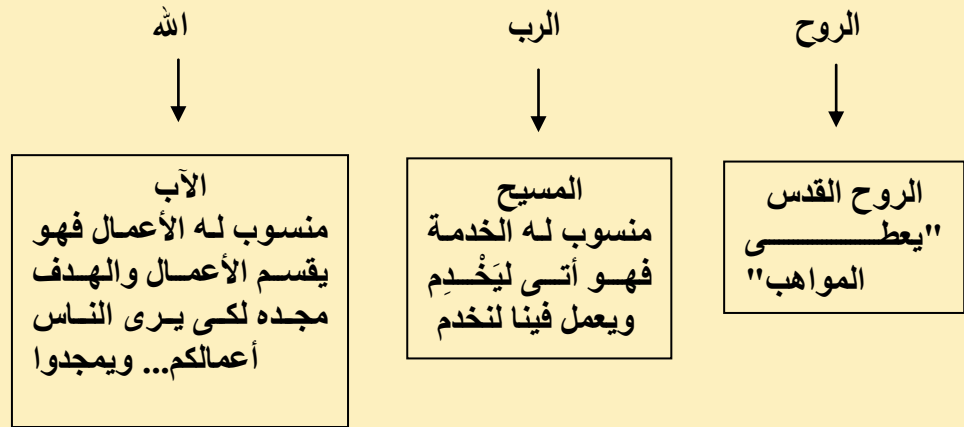 الروح
الرب
الله
الروح القدس
"يعطى
المواهب"
المسيح
منسوب له الخدمة
فهو أتى ليَخْدِم
ويعمل فينا لنخدم
الآب
منسوب له الأعمال فهو
يقسم الأعمال والهدف
مجده لكى يرى الناس
أعمالكم... ويمجدوا